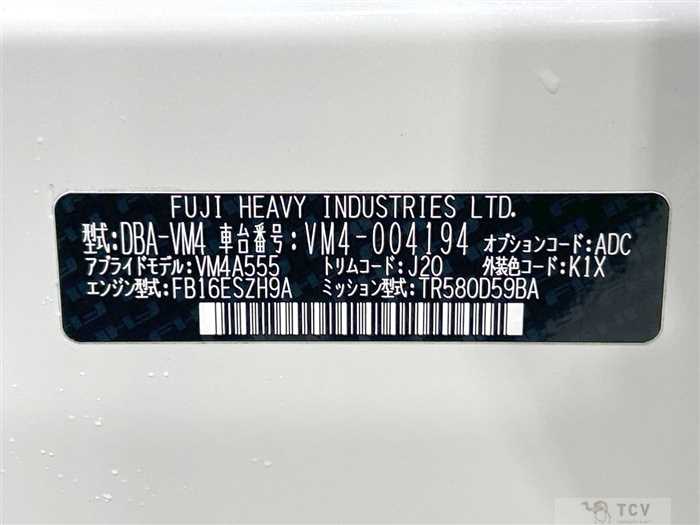 FUJI HEAVY INDUSTRIES LTD.
型式:DBA-VM4 車台番号:VM4-004194 オプションコード:ADC
アプライドモデル:VM4A555 トリムコード:J20 外装色コード:K1X
エンジン型式:FB16ESZH9A ミッション型式:TR580D59BA
TCV